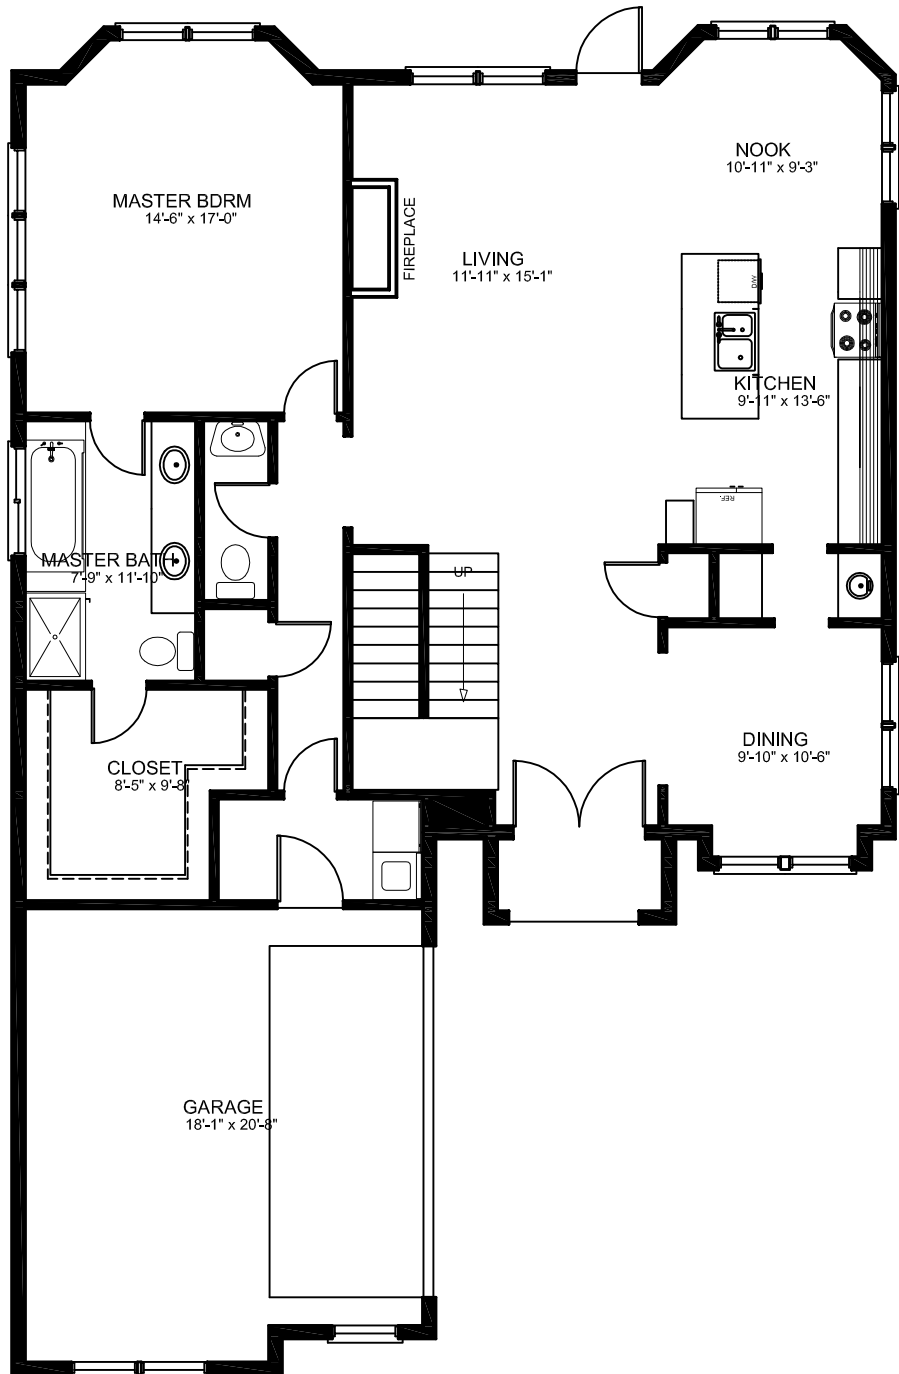 NOOK
10'-11" x 9'-3"
MASTER BDRM
14'-6" x 17'-0"
FIREPLACE
LIVING
11'-11" x 15'-1"
D/W
KITCHEN
9'-11" x 13'-6"
REF.
MASTER BATH
7'-9" x 11'-10"
UP
DINING
9'-10" x 10'-6"
CLOSET
8'-5" x 9'-8"
GARAGE
18'-1" x 20'-8"